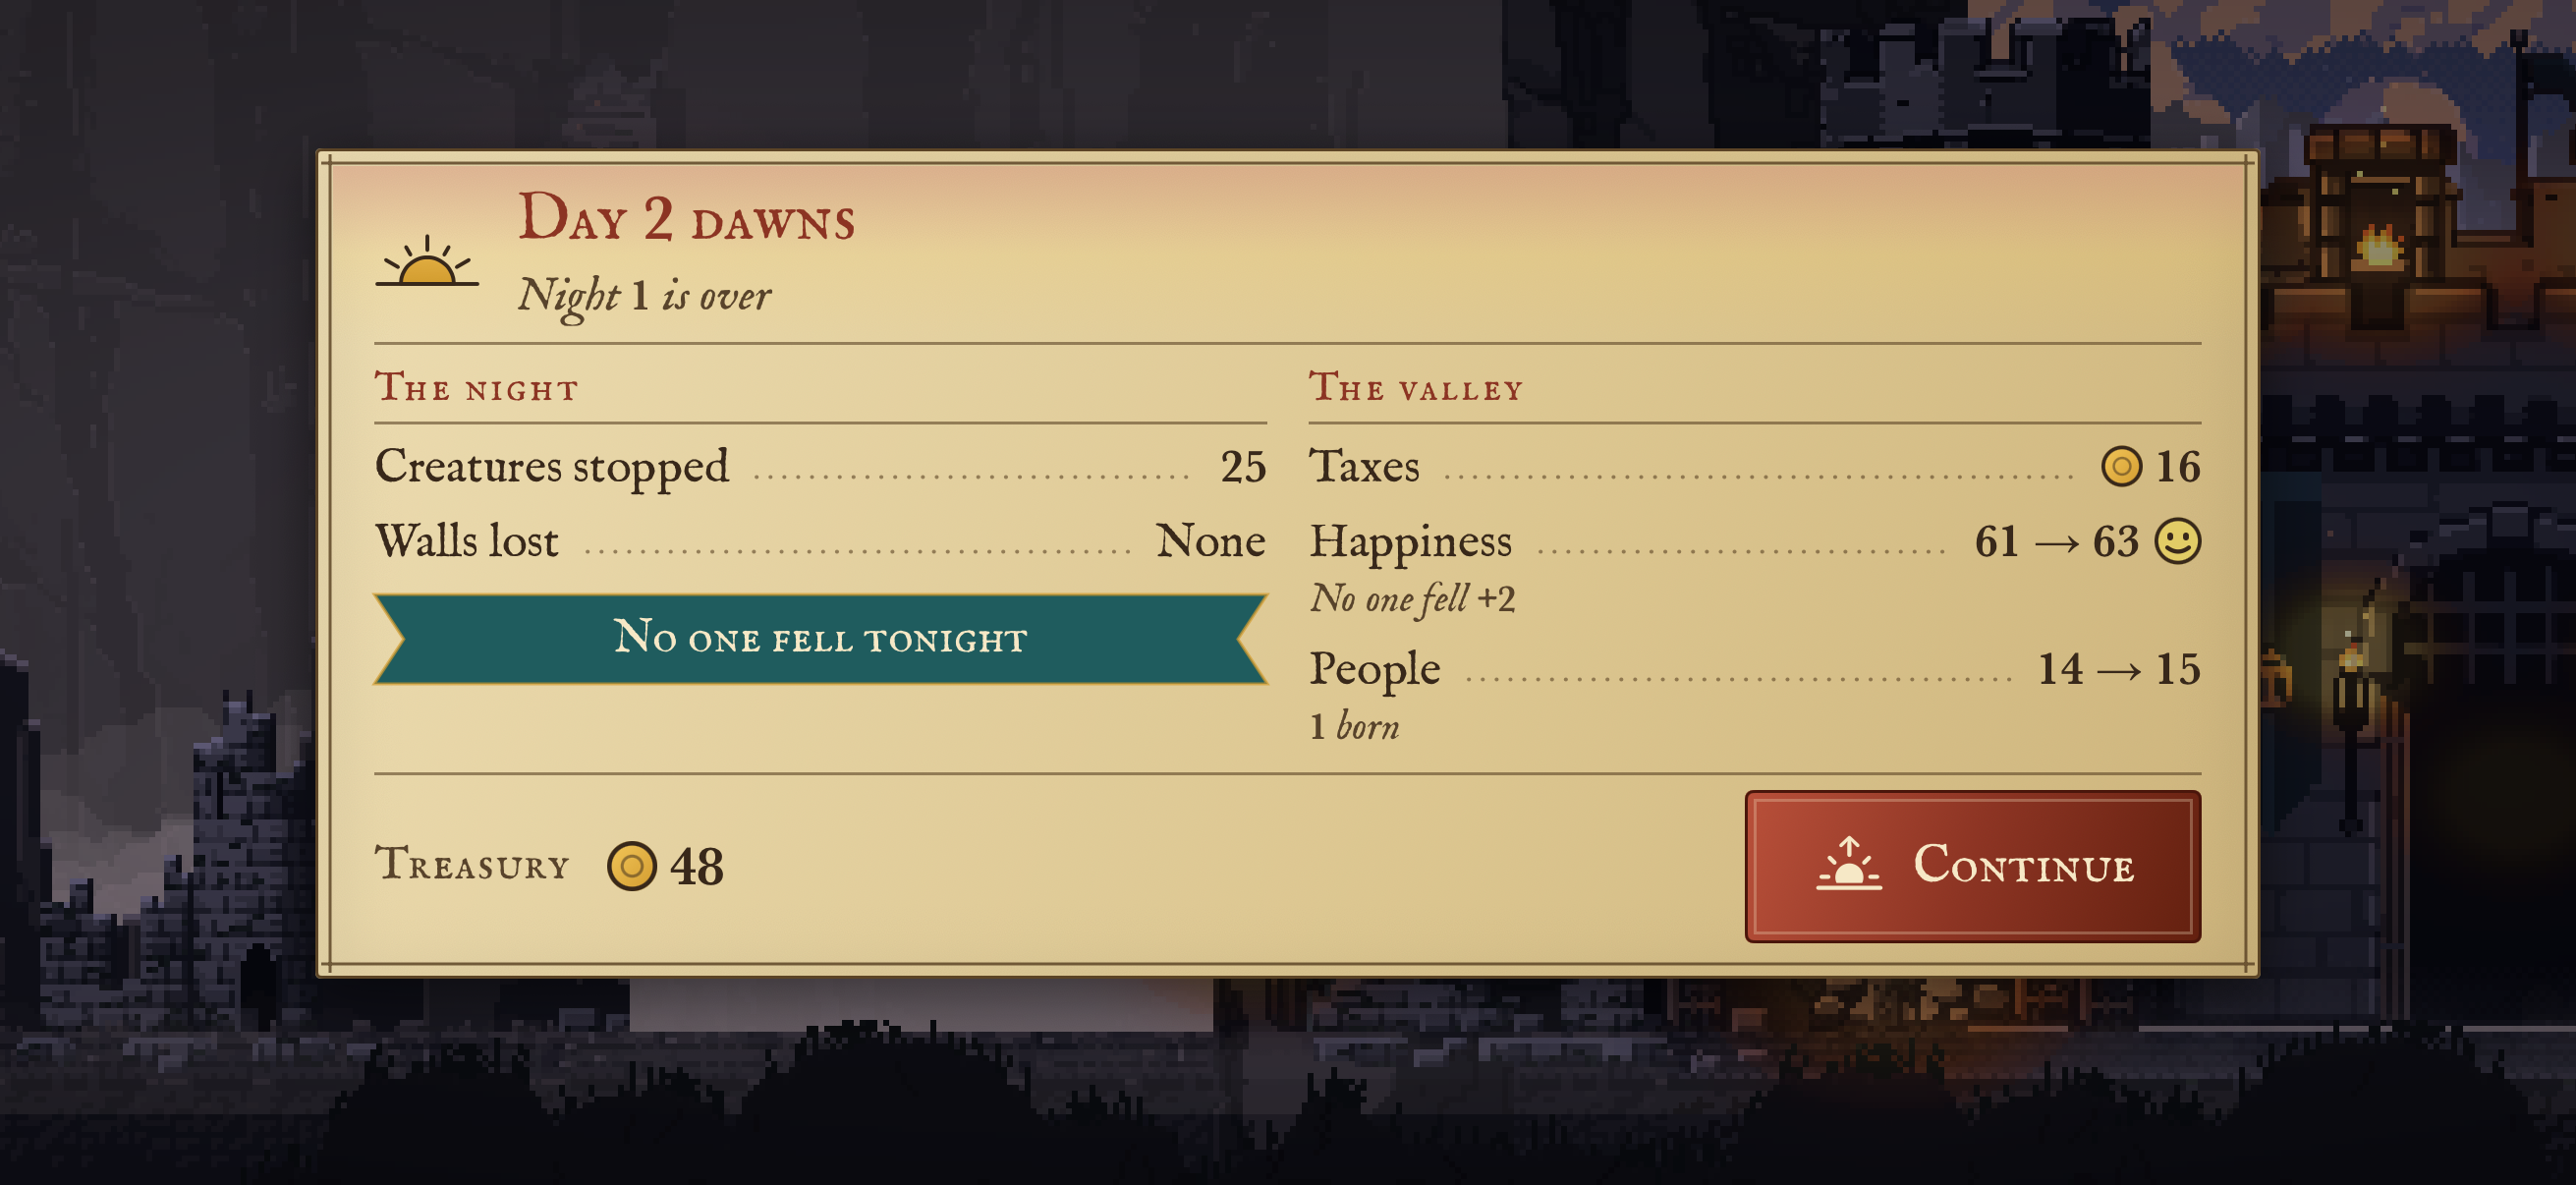 Day 2 dawns
Night 1 is over
The night
Creatures stopped 25
Walls lost None
No one fell tonight
The valley
Taxes 16
Happiness 61 → 63
No one fell +2
People 14 → 15
1 born
Treasury 48
Continue